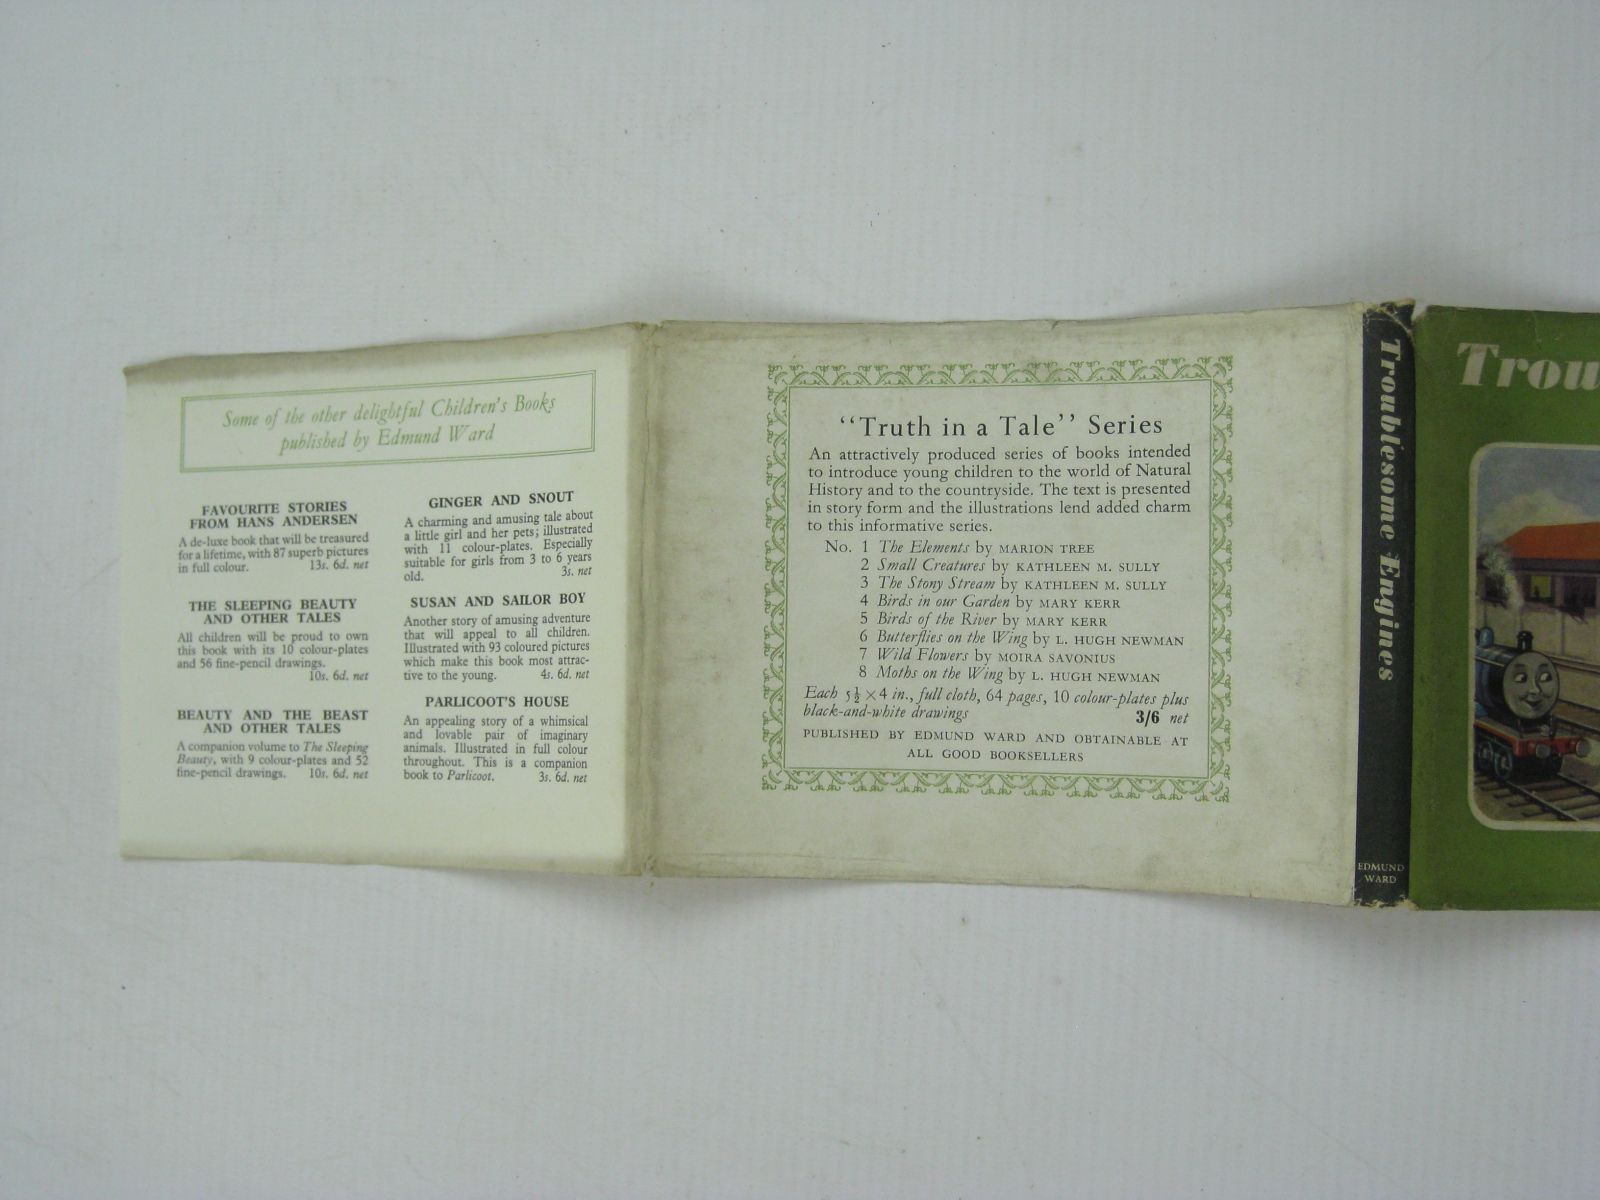 Some of the other delightful Children's Books
published by Edmund Ward
FAVOURITE STORIES
FROM HANS ANDERSEN
A de-luxe book that will be treasured
for a lifetime, with 87 superb pictures
in full colour. 13s. 6d. net
THE SLEEPING BEAUTY
AND OTHER TALES
All children will be proud to own
this book with its 10 colour-plates
and 56 fine-pencil drawings.
10s. 6d. net
BEAUTY AND THE BEAST
AND OTHER TALES
A companion volume to The Sleeping
Beauty, with 9 colour-plates and 52
fine-pencil drawings. 10s. 6d. net
GINGER AND SNOUT
A charming and amusing tale about
a little girl and her pets; illustrated
with 11 colour-plates. Especially
suitable for girls from 3 to 6 years
old. 3s. net
SUSAN AND SAILOR BOY
Another story of amusing adventure
that will appeal to all children.
Illustrated with 93 coloured pictures
which make this book most attrac-
tive to the young. 4s. 6d. net
PARLICOOT'S HOUSE
An appealing story of a whimsical
and lovable pair of imaginary
animals. Illustrated in full colour
throughout. This is a companion
book to Parlicoot. 3s. 6d. net
"Truth in a Tale" Series
An attractively produced series of books intended
to introduce young children to the world of Natural
History and to the countryside. The text is presented
in story form and the illustrations lend added charm
to this informative series.
No. 1 The Elements by MARION TREE
2 Small Creatures by KATHLEEN M. SULLY
3 The Stony Stream by KATHLEEN M. SULLY
4 Birds in our Garden by MARY KERR
5 Birds of the River by MARY KERR
6 Butterflies on the Wing by L. HUGH NEWMAN
7 Wild Flowers by MOIRA SAVONIUS
8 Moths on the Wing by L. HUGH NEWMAN
Each 5½ × 4 in., full cloth, 64 pages, 10 colour-plates plus
black-and-white drawings 3/6 net
PUBLISHED BY EDMUND WARD AND OBTAINABLE AT
ALL GOOD BOOKSELLERS
Troublesome Engines
EDMUND
WARD
Trou